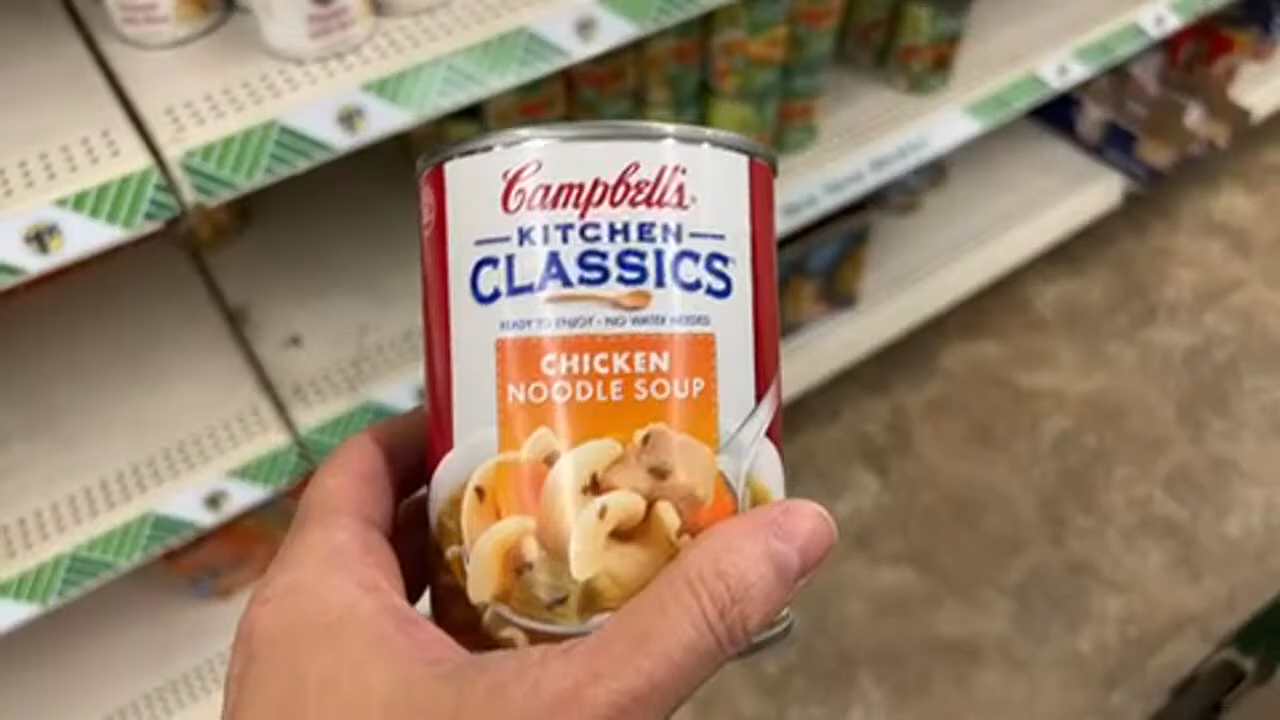 Campbell's
KITCHEN
CLASSICS
READY TO ENJOY • NO WATER NEEDED
CHICKEN
NOODLE SOUP